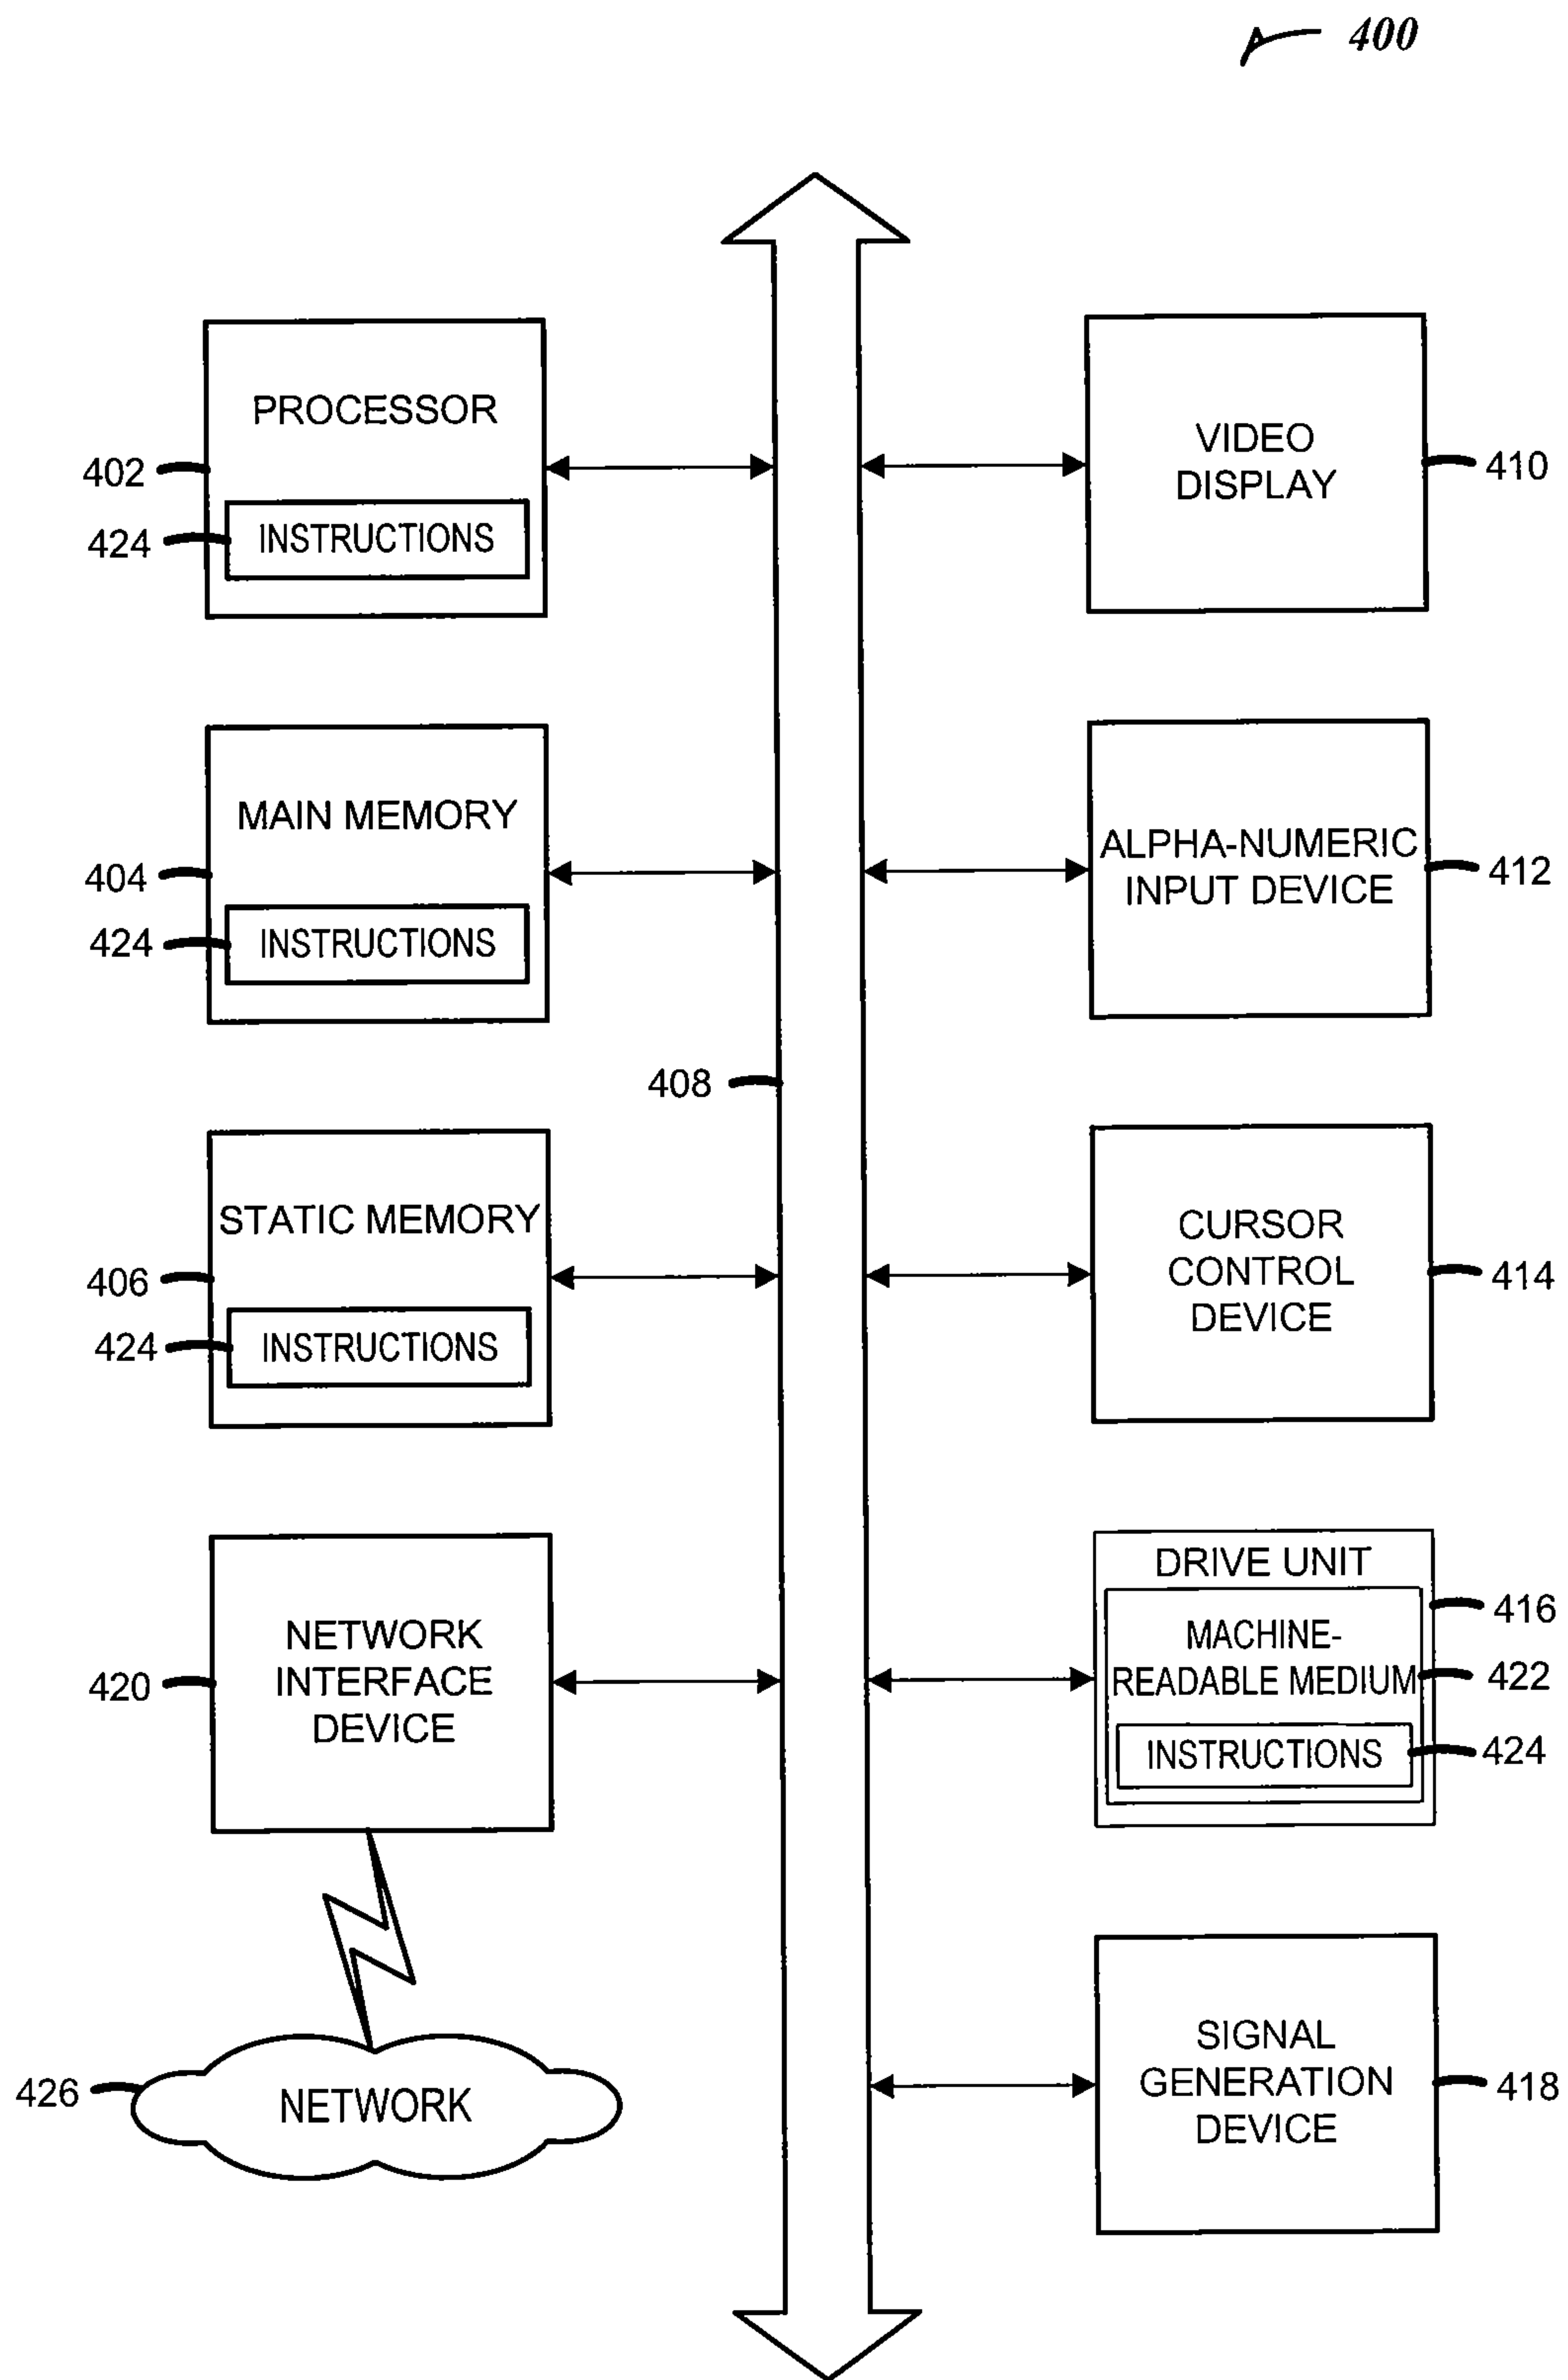 400
PROCESSOR
402
424
INSTRUCTIONS
MAIN MEMORY
404
424
INSTRUCTIONS
408
STATIC MEMORY
406
424
INSTRUCTIONS
NETWORK
INTERFACE
DEVICE
420
426
NETWORK
VIDEO
DISPLAY
410
ALPHA-NUMERIC
INPUT DEVICE
412
CURSOR
CONTROL
DEVICE
414
DRIVE UNIT
416
MACHINE-
READABLE MEDIUM
422
INSTRUCTIONS
424
SIGNAL
GENERATION
DEVICE
418